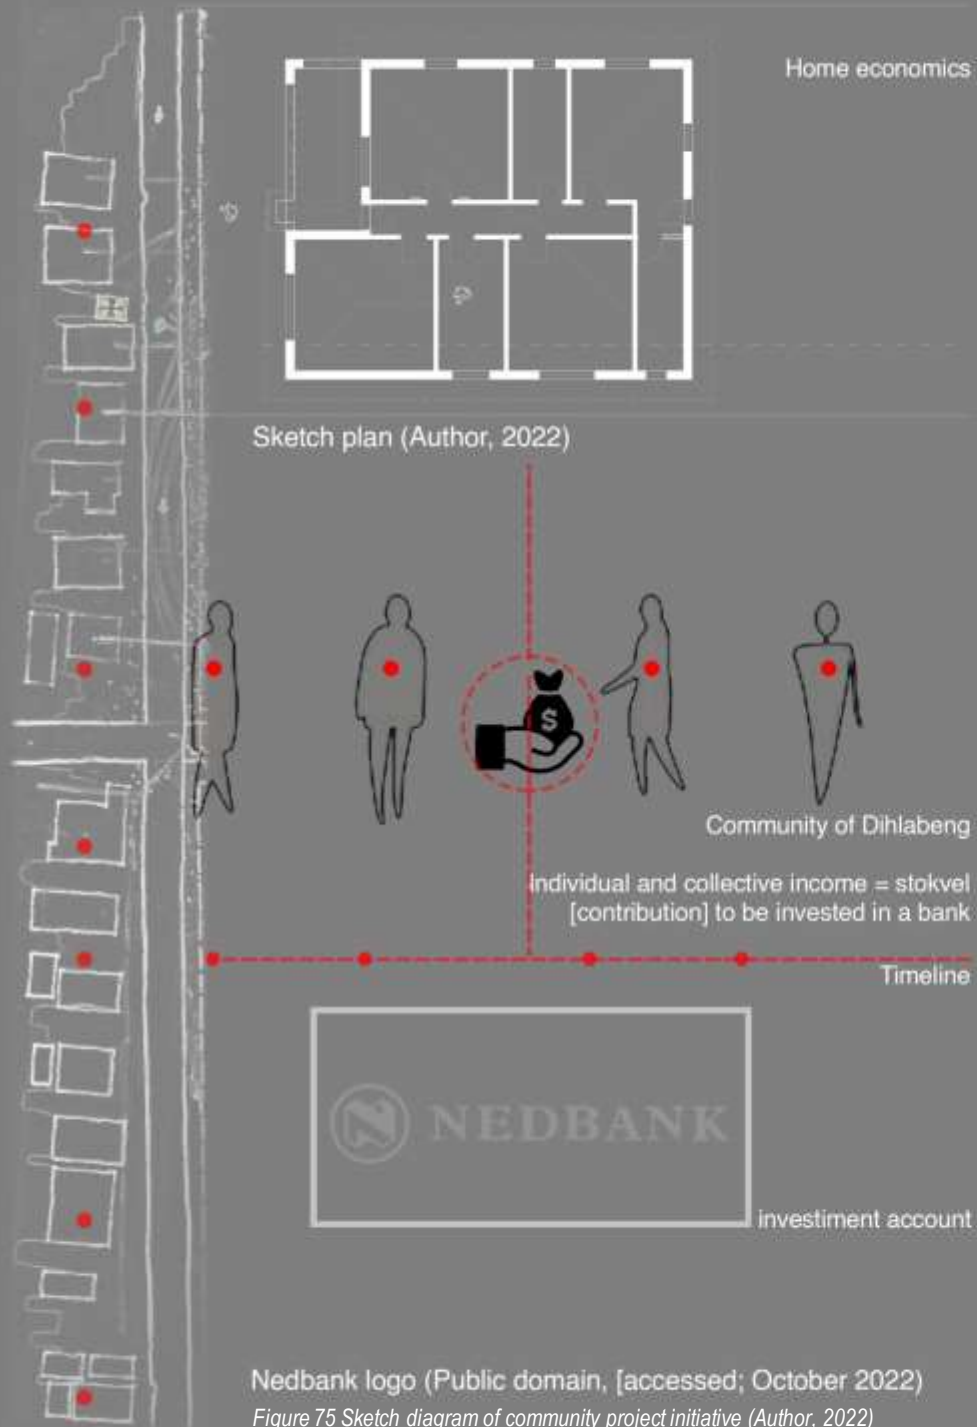 Home economics
Sketch plan (Author, 2022)
$
Community of Dihlabeng
Individual and collective income = stokvel
[contribution] to be invested in a bank
Timeline
NEDBANK
investiment account
Nedbank logo (Public domain, [accessed; October 2022)
Figure 75 Sketch diagram of community project initiative (Author, 2022)